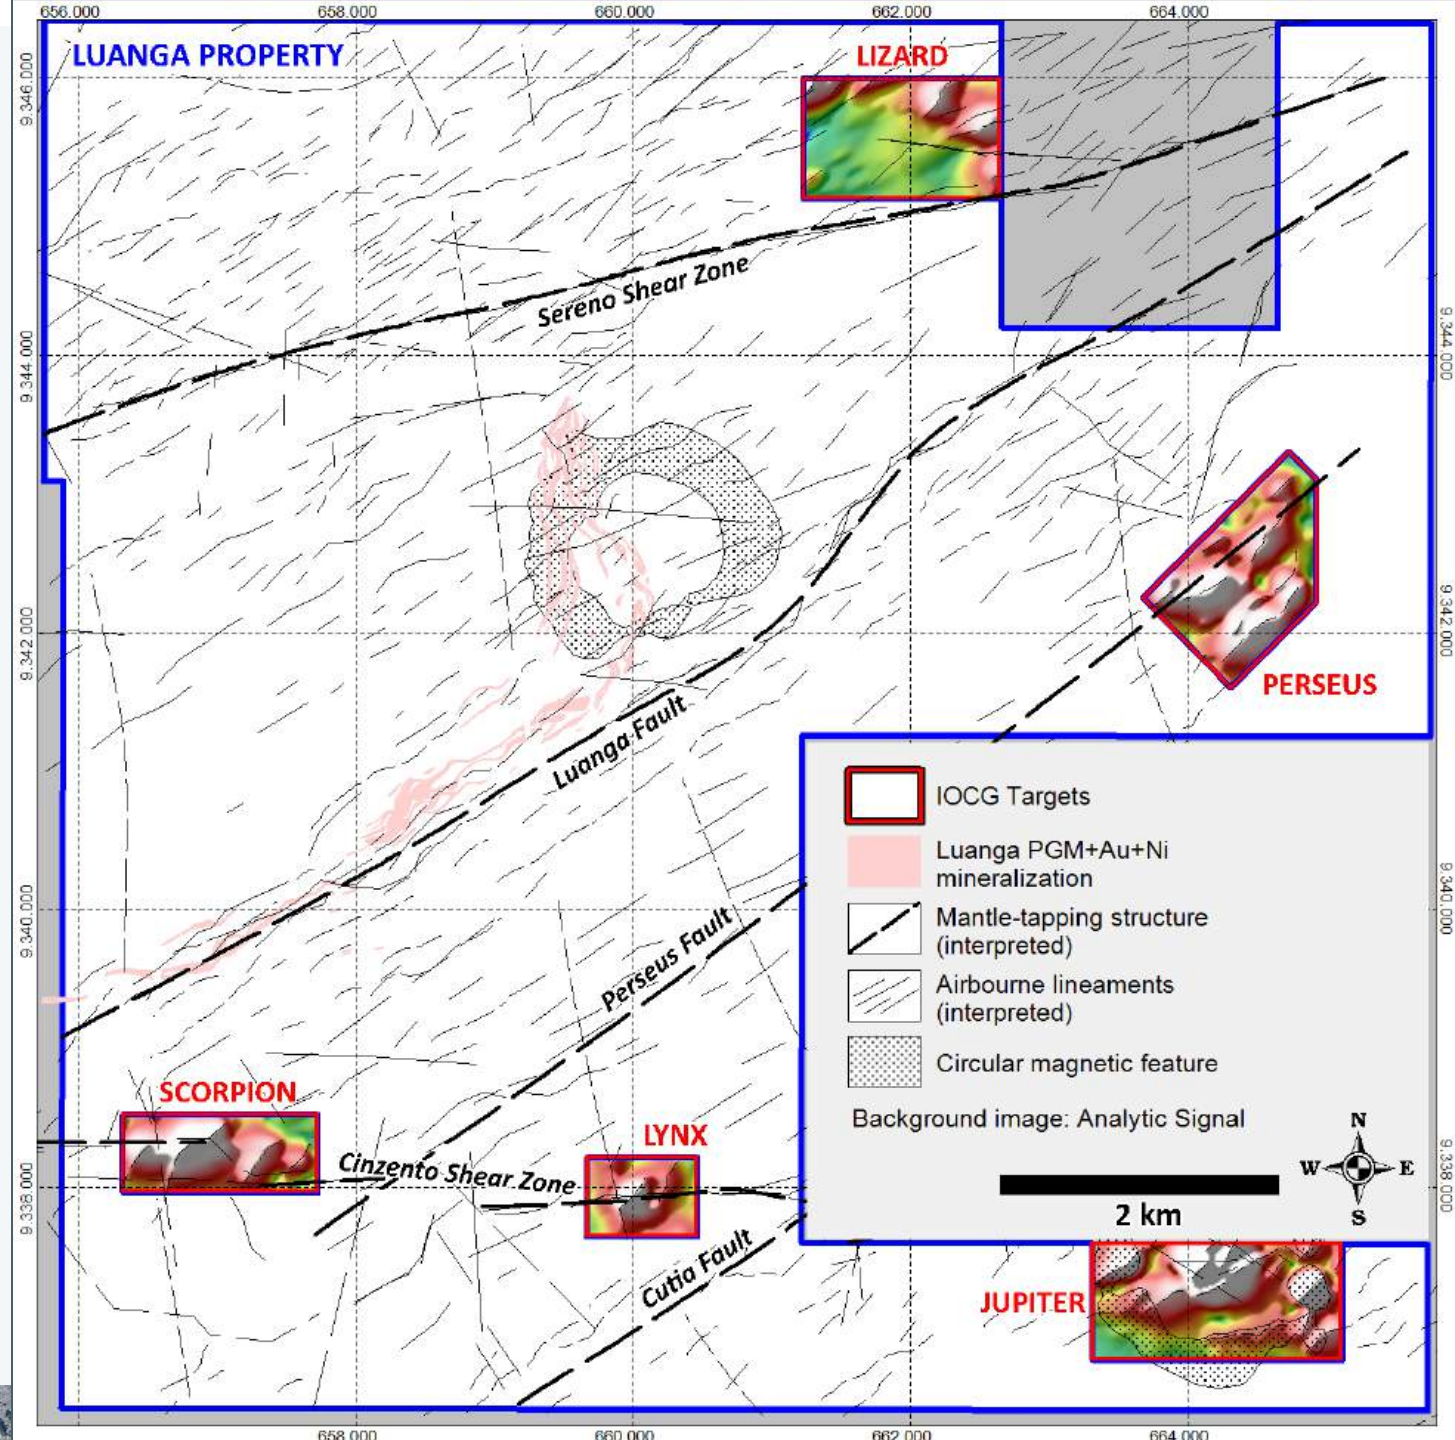 656.000 658.000 660.000 662.000 664.000
LUANGA PROPERTY
LIZARD
9.346.000
Sereno Shear Zone
9.344.000
9.344.000
9.342.000
9.342.000
PERSEUS
Luanga Fault
IOCG Targets
Luanga PGM+Au+Ni
mineralization
Mantle-tapping structure
(interpreted)
Airbourne lineaments
(interpreted)
Circular magnetic feature
Background image: Analytic Signal
N
W E
S
2 km
9.340.000
9.340.000
Perseus Fault
SCORPION
LYNX
Cinzento Shear Zone
9.338.000
9.338.000
Cutia Fault
JUPITER
658.000 660.000 662.000 664.000